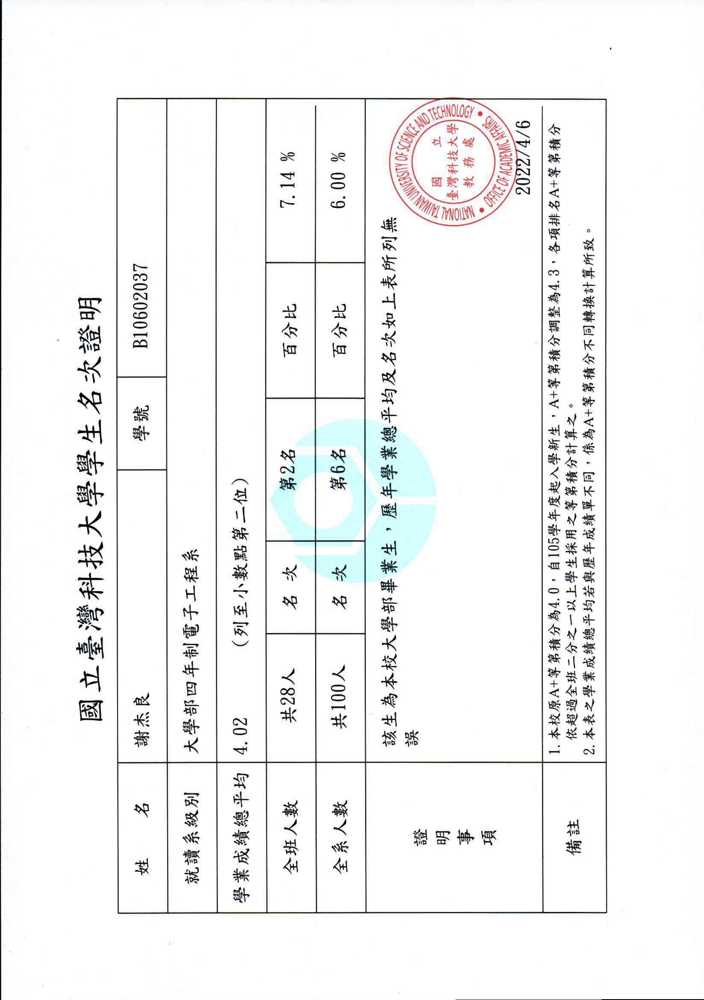 國立臺灣科技大學學生名次證明
姓 名 謝杰良 學號 B10602037
就讀系級別 大學部四年制電子工程系
學業成績總平均 4.02 (列至小數點第二位)
全班人數 共28人 名 次 第2名 百分比 7.14 %
全系人數 共100人 名 次 第6名 百分比 6.00 %
證
明
事
項
該生為本校大學部畢業生，歷年學業總平均及名次如上表所列無
誤
NATIONAL TAIWAN UNIVERSITY OF SCIENCE AND TECHNOLOGY
國 立
臺灣科技大學
教務處
OFFICE OF ACADEMIC AFFAIRS
2022/4/6
備註
1.本校原A+等第積分為4.0，自105學年度起入學新生，A+等第積分調整為4.3，各項排名A+等第積分
依超過全班二分之一以上學生採用之等第積分計算之。
2.本表之學業成績總平均若與歷年成績單不同，係為A+等第積分不同轉換計算所致。